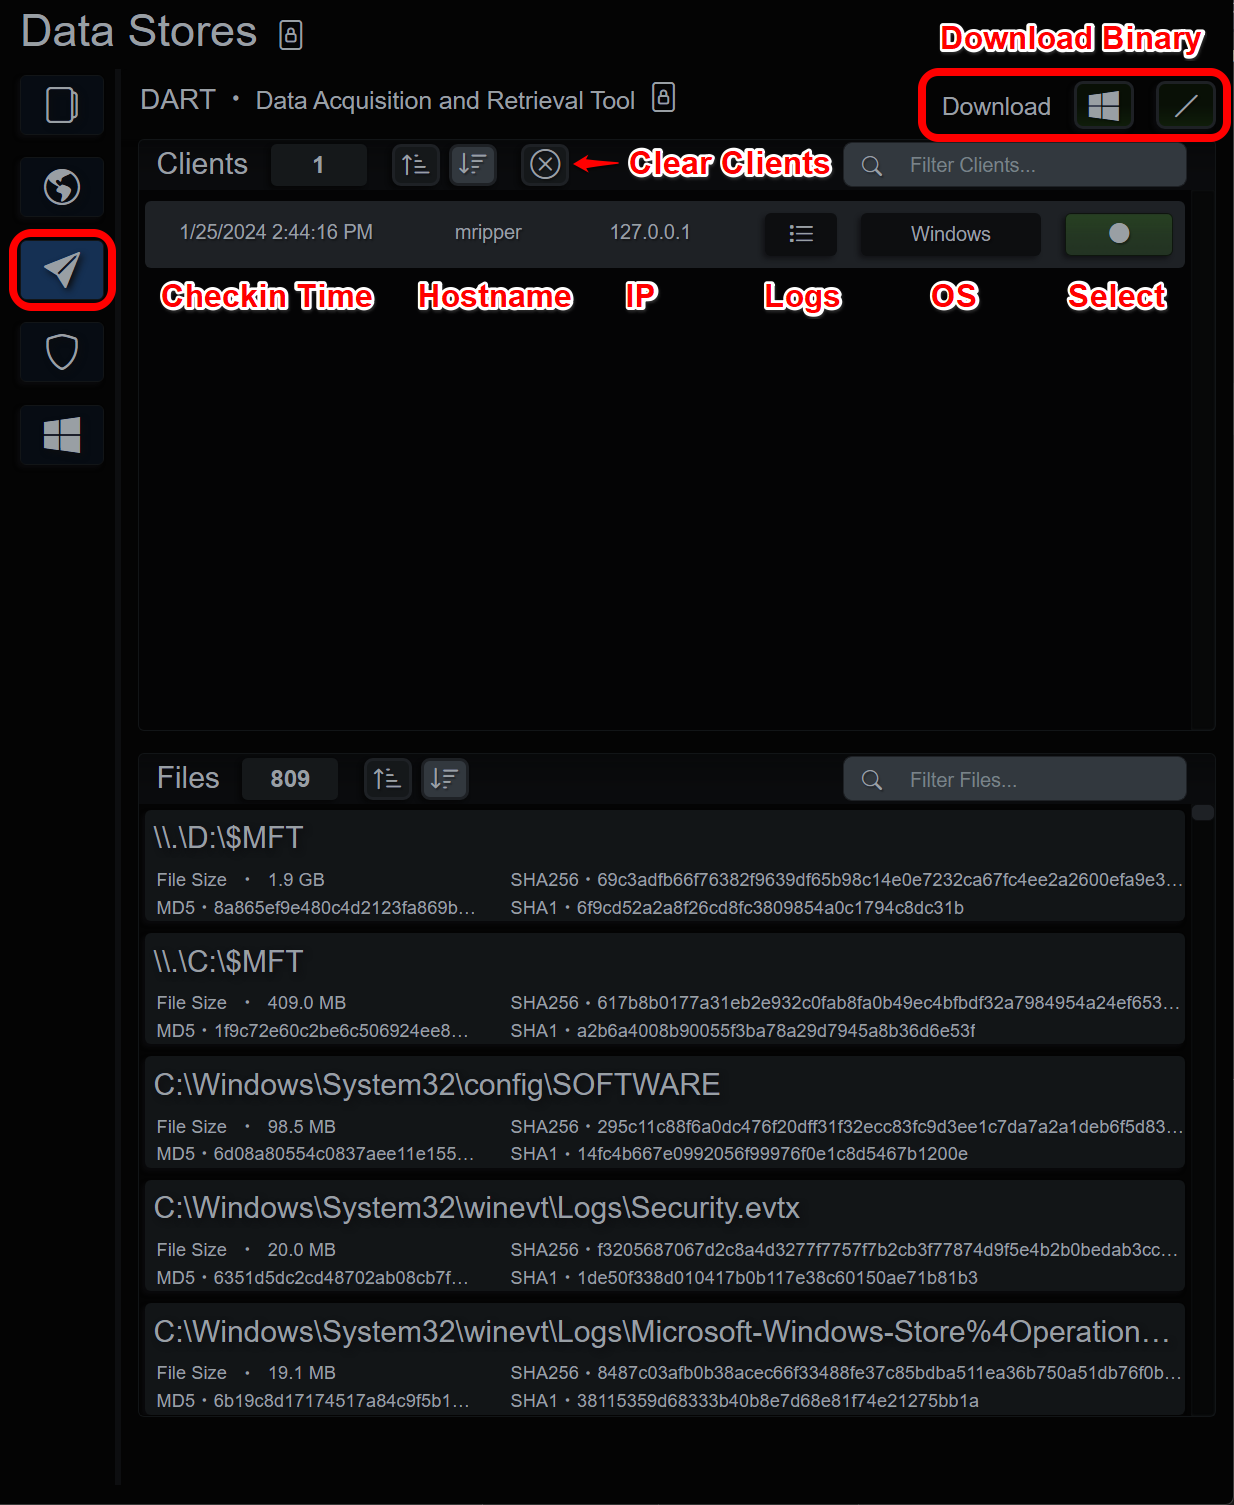 Data Stores
Download Binary
DART • Data Acquisition and Retrieval Tool
Download
Clients 1
Clear Clients
Filter Clients...
1/25/2024 2:44:16 PM mripper 127.0.0.1 Windows
Checkin Time Hostname IP Logs OS Select
Files 809
Filter Files...
\\.\D:\$MFT
File Size • 1.9 GB SHA256 • 69c3adfb66f76382f9639df65b98c14e0e7232ca67fc4ee2a2600efa9e3...
MD5 • 8a865ef9e480c4d2123fa869b... SHA1 • 6f9cd52a2a8f26cd8fc3809854a0c1794c8dc31b
\\.\C:\$MFT
File Size • 409.0 MB SHA256 • 617b8b0177a31eb2e932c0fab8fa0b49ec4bfbdf32a7984954a24ef653...
MD5 • 1f9c72e60c2be6c506924ee8... SHA1 • a2b6a4008b90055f3ba78a29d7945a8b36d6e53f
C:\Windows\System32\config\SOFTWARE
File Size • 98.5 MB SHA256 • 295c11c88f6a0dc476f20dff31f32ecc83fc9d3ee1c7da7a2a1deb6f5d83...
MD5 • 6d08a80554c0837aee11e155... SHA1 • 14fc4b667e0992056f99976f0e1c8d5467b1200e
C:\Windows\System32\winevt\Logs\Security.evtx
File Size • 20.0 MB SHA256 • f3205687067d2c8a4d3277f7757f7b2cb3f77874d9f5e4b2b0bedab3cc...
MD5 • 6351d5dc2cd48702ab08cb7f... SHA1 • 1de50f338d010417b0b117e38c60150ae71b81b3
C:\Windows\System32\winevt\Logs\Microsoft-Windows-Store%4Operation...
File Size • 19.1 MB SHA256 • 8487c03afb0b38acec66f33488fe37c85bdba511ea36b750a51db76f0b...
MD5 • 6b19c8d17174517a84c9f5b1... SHA1 • 38115359d68333b40b8e7d68e81f74e21275bb1a